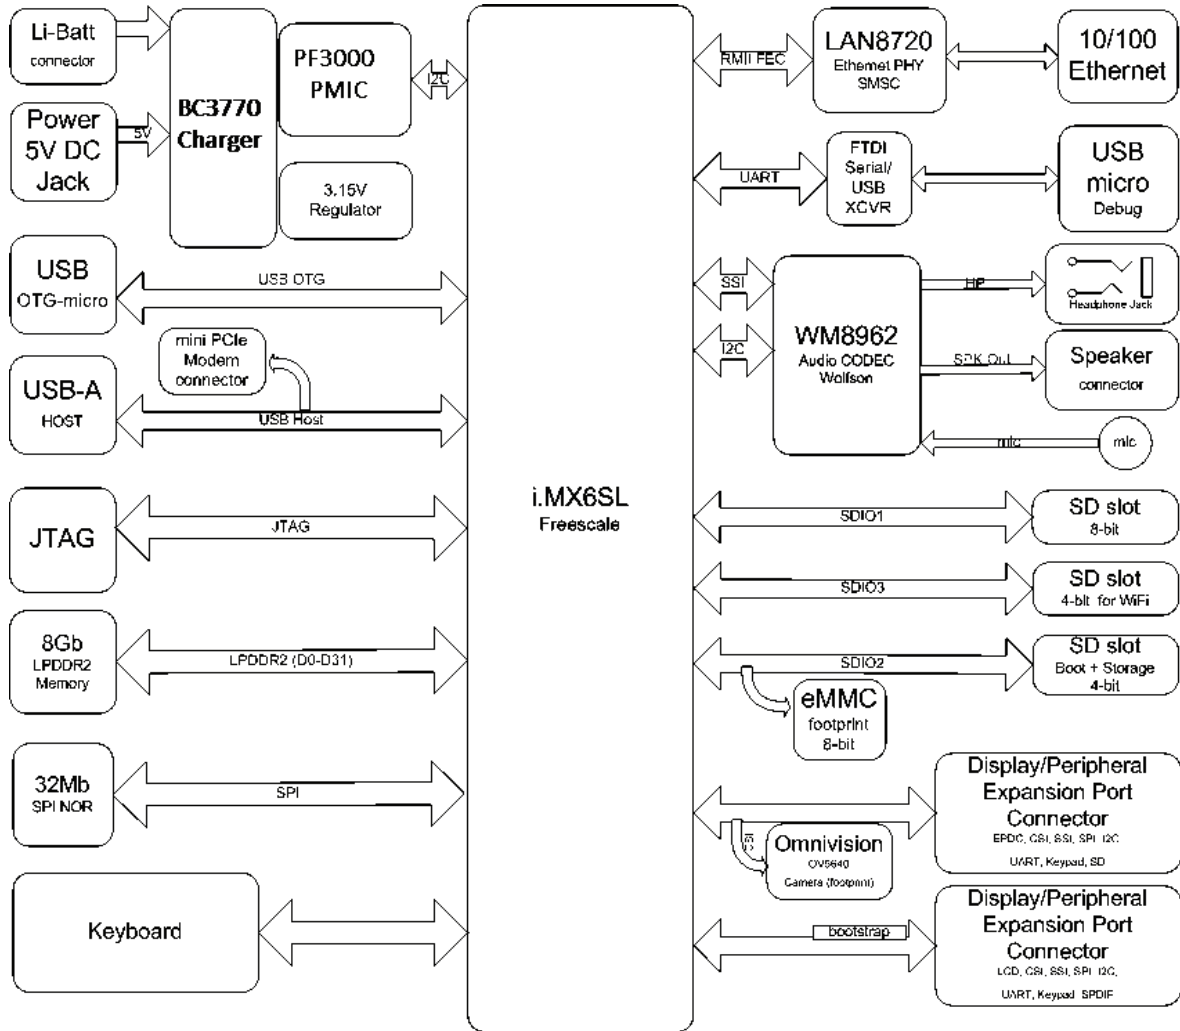 Li-Batt
connector
Power
5V DC
Jack
5V
BC3770
Charger
PF3000
PMIC
I2C
3.15V
Regulator
USB
OTG-micro
USB OTG
mini PCIe
Modem
connector
USB-A
HOST
USB Host
JTAG
JTAG
8Gb
LPDDR2
Memory
LPDDR2 (D0-D31)
32Mb
SPI NOR
SPI
Keyboard
i.MX6SL
Freescale
RMII FEC
LAN8720
Ethernet PHY
SMSC
10/100
Ethernet
UART
FTDI
Serial/
USB
XCVR
USB
micro
Debug
SSI
I2C
WM8962
Audio CODEC
Wolfson
HP
Headphone Jack
SPK Out
Speaker
connector
mic
mic
SDIO1
SD slot
8-bit
SDIO3
SD slot
4-bit for WiFi
SDIO2
SD slot
Boot + Storage
4-bit
eMMC
footprint
8-bit
Display/Peripheral
Expansion Port
Connector
EPDC, CSI, SSI, SPI, I2C
UART, Keypad, SD
CSI
Omnivision
OV5640
Camera (footprint)
bootstrap
Display/Peripheral
Expansion Port
Connector
LCD, CSI, SSI, SPI, I2C,
UART, Keypad SPDIF